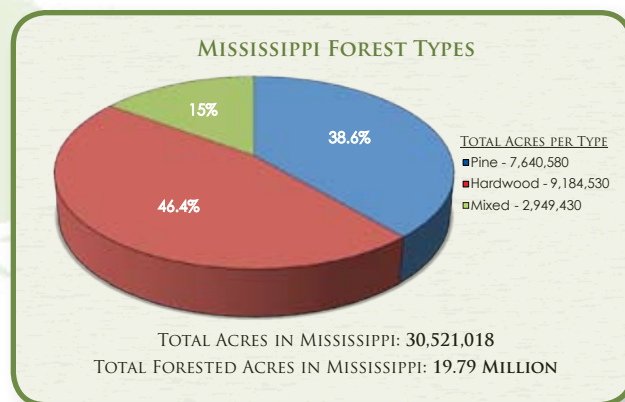 Mississippi Forest Types
15%
38.6%
46.4%
Total Acres per Type
Pine - 7,640,580
Hardwood - 9,184,530
Mixed - 2,949,430
Total Acres in Mississippi: 30,521,018
Total Forested Acres in Mississippi: 19.79 Million